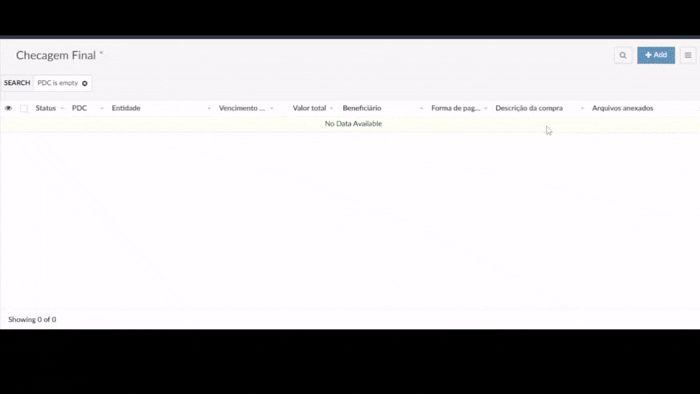 Checagem Final
Add
SEARCH PDC is empty
Status PDC Entidade Vencimento ... Valor total Beneficiário Forma de pag... Descrição da compra Arquivos anexados
No Data Available
Showing 0 of 0